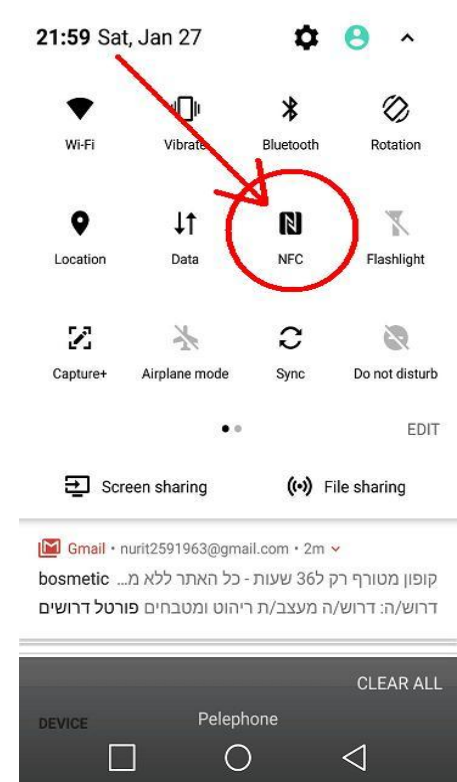 21:59 Sat, Jan 27
Wi-Fi Vibrate Bluetooth Rotation
Location Data NFC Flashlight
Capture+ Airplane mode Sync Do not disturb
EDIT
Screen sharing File sharing
Gmail • nurit2591963@gmail.com • 2m
bosmetic קופון מטורף רק ל36 שעות - כל האתר ללא מ...
פורטל דרושים דרוש/ה: דרוש/ה מעצב/ת ריהוט ומטבחים
CLEAR ALL
DEVICE Pelephone